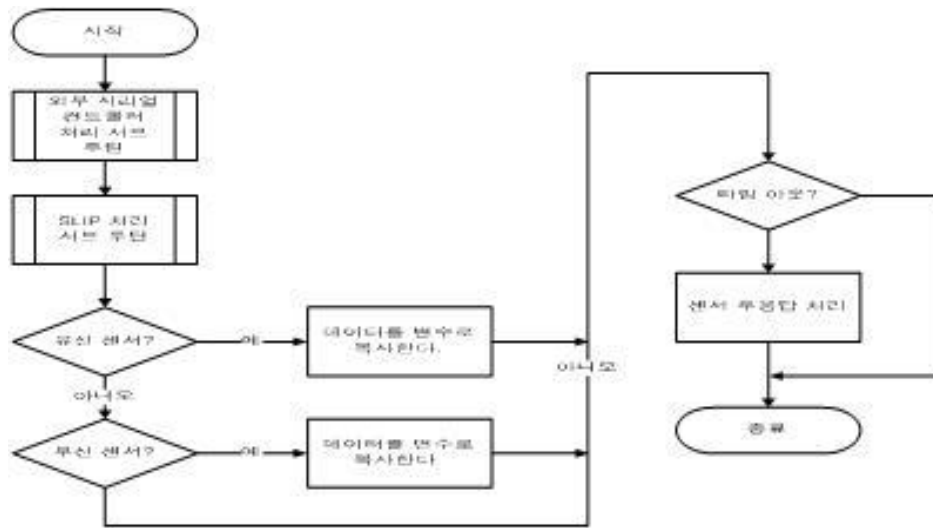 시작
외부 시리얼
컨트롤러
처리 서브
루틴
SLIP 처리
서브 루틴
유선 센서?
예
데이터를 변수로
복사한다.
아니오
무선 센서?
예
데이터를 변수로
복사한다
아니오
타임 아웃?
센서 무응답 처리
종료